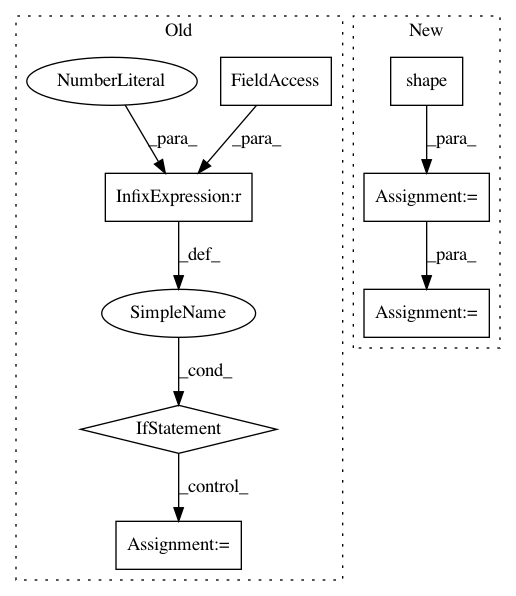 Old
New
NumberLiteral
FieldAccess
shape
_para_
_para_
_para_
InfixExpression:r
Assignment:=
_def_
_para_
SimpleName
Assignment:=
_cond_
IfStatement
_control_
Assignment:=